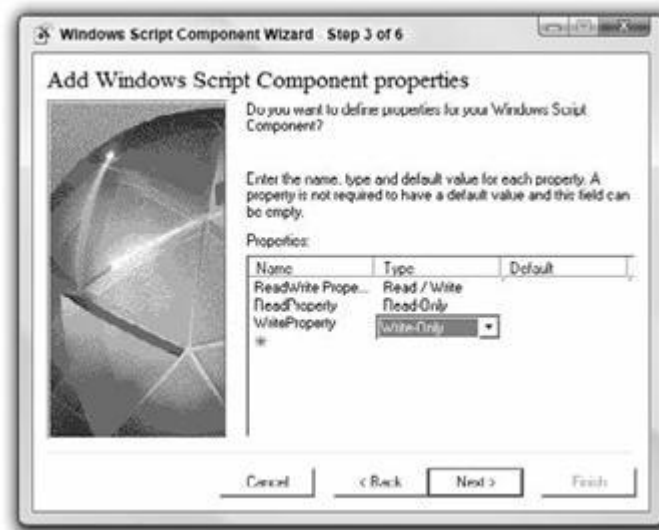 Windows Script Component Wizard Step 3 of 6
Add Windows Script Component properties
Do you want to define properties for your Windows Script
Component?
Enter the name, type and default value for each property. A
property is not required to have a default value and this field can
be empty.
Properties:
Name Type Default
ReadWrite Prope... Read / Write
ReadProperty Read-Only
WriteProperty Write-Only
*
Cancel < Back Next > Finish